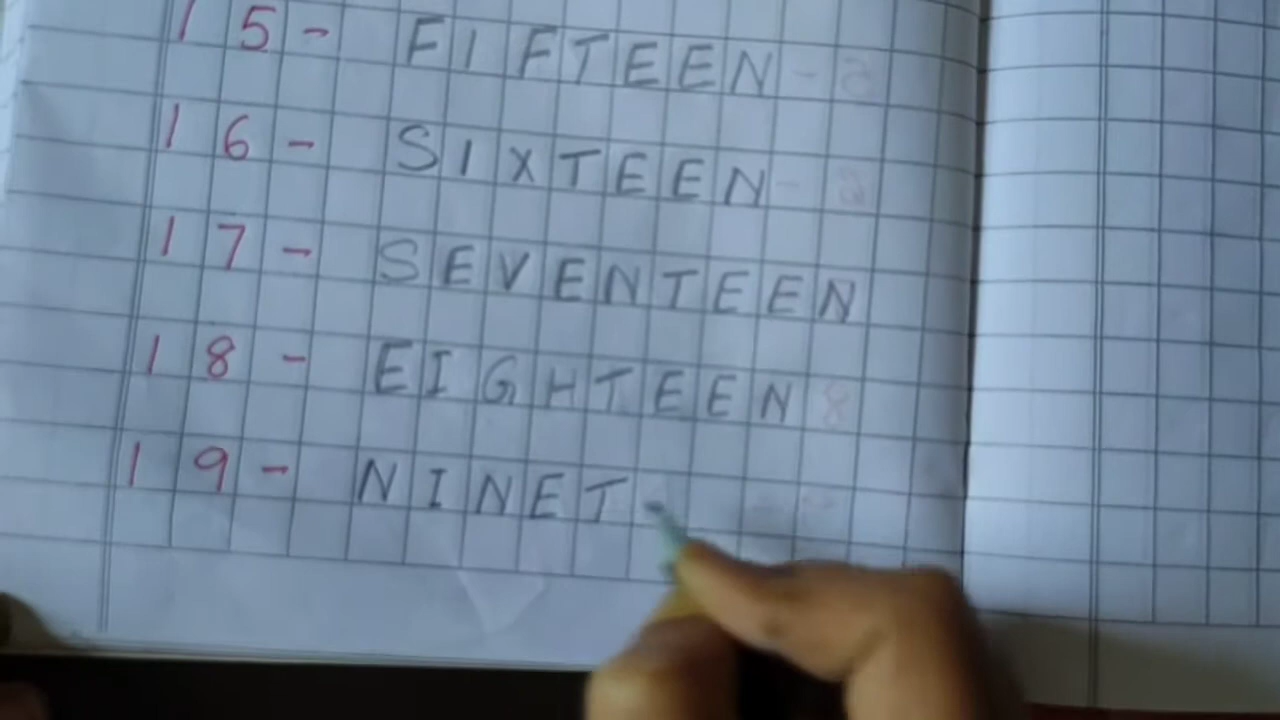 15- FIFTEEN
16- SIXTEEN
17- SEVENTEEN
18- EIGHTEEN
19- NINET